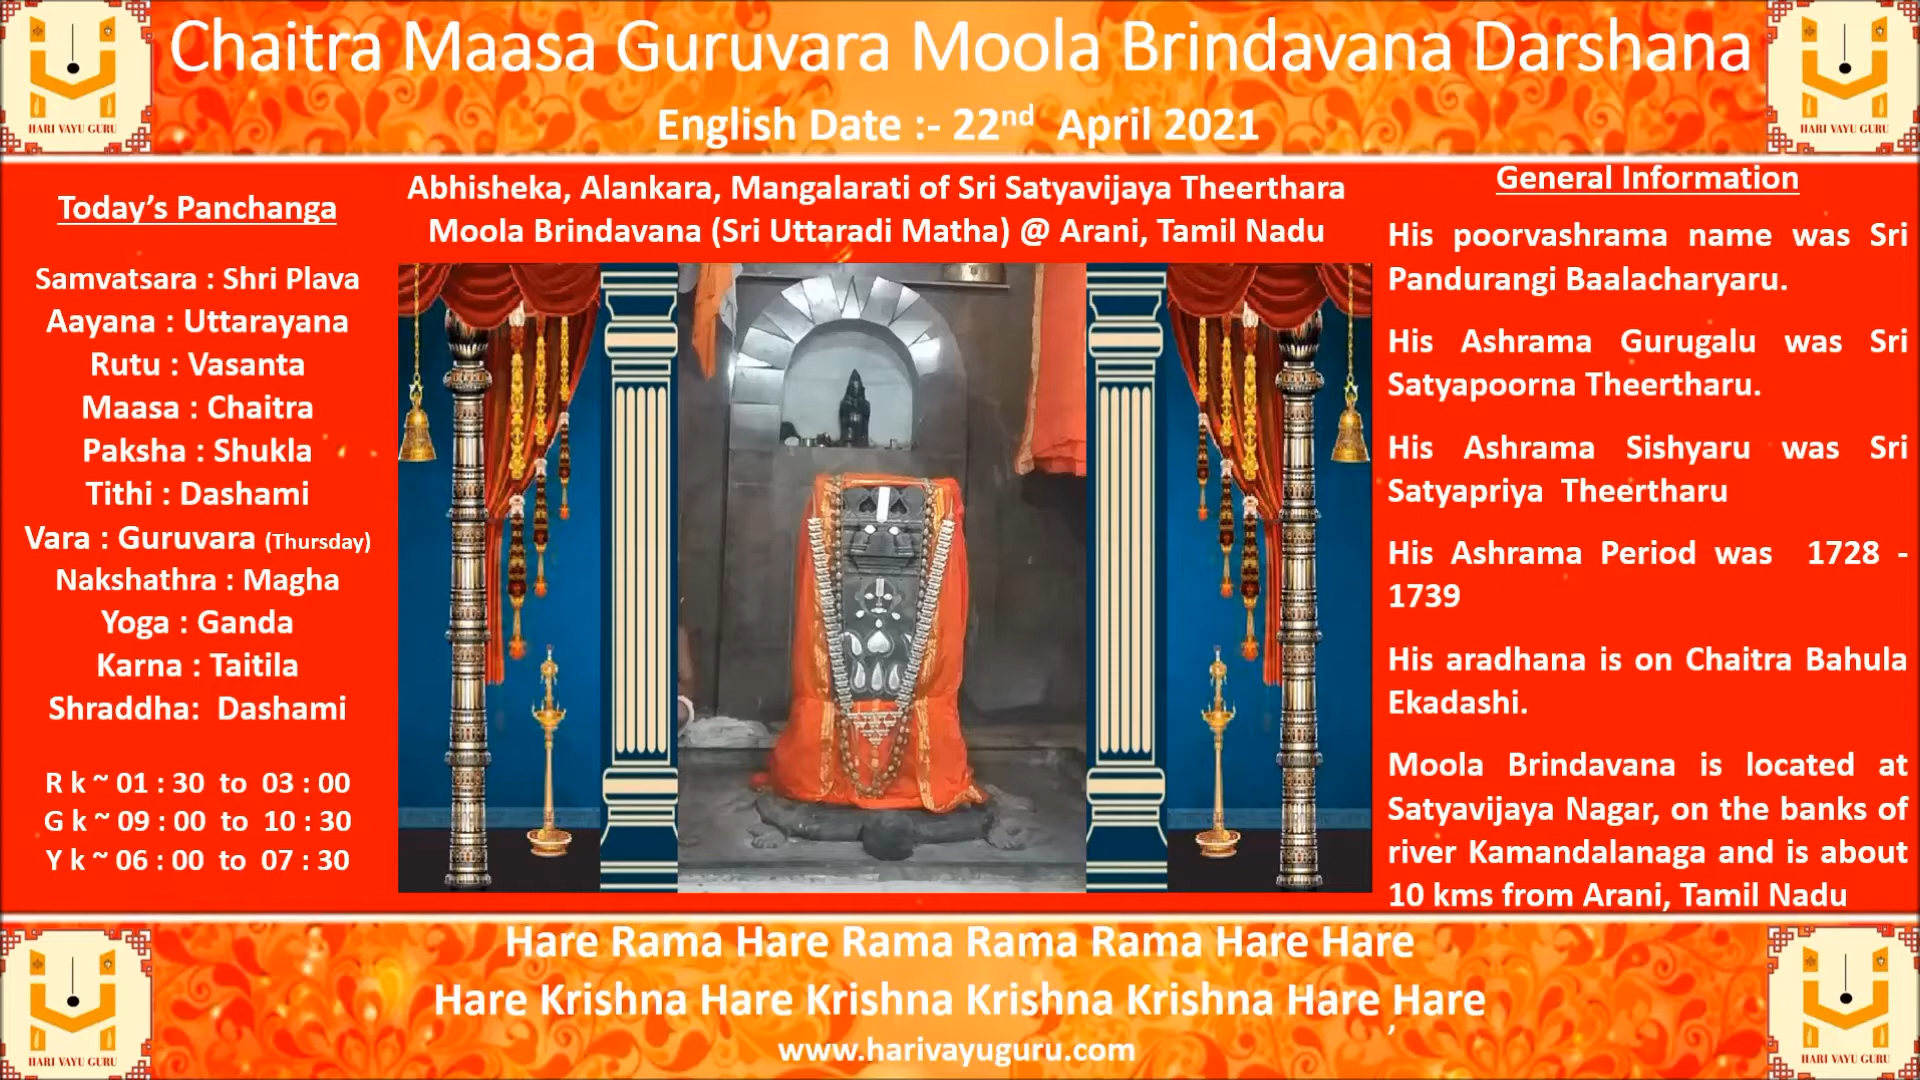 Chaitra Maasa Guruvara Moola Brindavana Darshana
English Date :- 22nd April 2021
HARI VAYU GURU
HARI VAYU GURU
Today's Panchanga
Samvatsara : Shri Plava
Aayana : Uttarayana
Rutu : Vasanta
Maasa : Chaitra
Paksha : Shukla
Tithi : Dashami
Vara : Guruvara (Thursday)
Nakshathra : Magha
Yoga : Ganda
Karna : Taitila
Shraddha: Dashami
R k ~ 01 : 30 to 03 : 00
G k ~ 09 : 00 to 10 : 30
Y k ~ 06 : 00 to 07 : 30
Abhisheka, Alankara, Mangalarati of Sri Satyavijaya Theerthara
Moola Brindavana (Sri Uttaradi Matha) @ Arani, Tamil Nadu
General Information
His poorvashrama name was Sri
Pandurangi Baalacharyaru.
His Ashrama Gurugalu was Sri
Satyapoorna Theertharu.
His Ashrama Sishyaru was Sri
Satyapriya Theertharu
His Ashrama Period was 1728 -
1739
His aradhana is on Chaitra Bahula
Ekadashi.
Moola Brindavana is located at
Satyavijaya Nagar, on the banks of
river Kamandalanaga and is about
10 kms from Arani, Tamil Nadu
Hare Rama Hare Rama Rama Rama Hare Hare
Hare Krishna Hare Krishna Krishna Krishna Hare Hare
,
www.harivayuguru.com
HARI VAYU GURU
HARI VAYU GURU